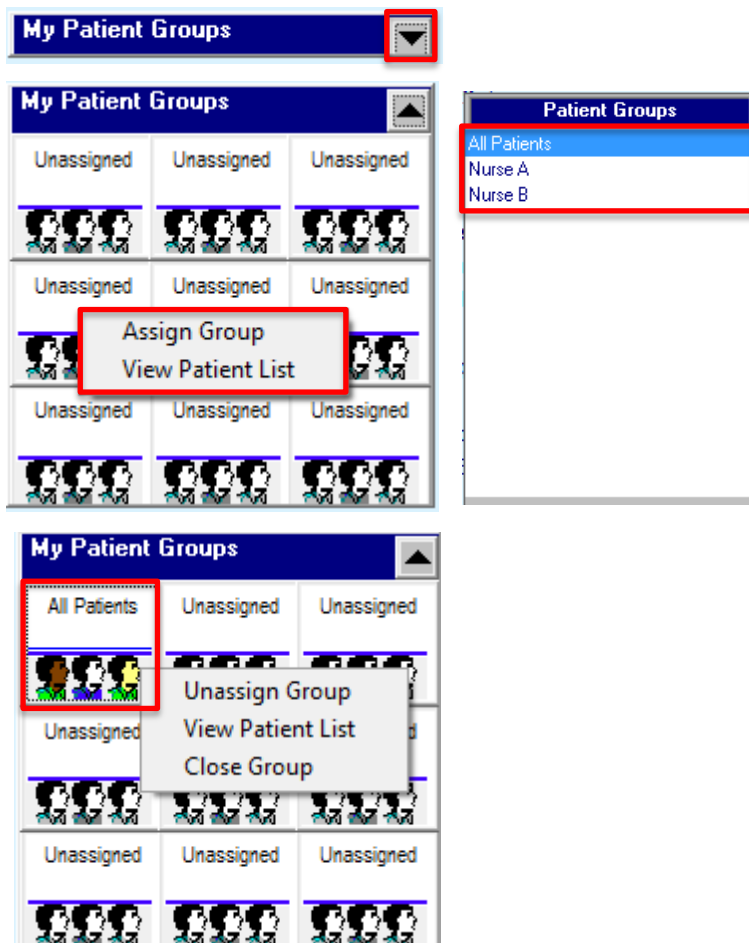 My Patient Groups
My Patient Groups
Unassigned Unassigned Unassigned
Unassigned Unassigned Unassigned
Assign Group
View Patient List
Unassigned Unassigned Unassigned
Patient Groups
All Patients
Nurse A
Nurse B
My Patient Groups
All Patients Unassigned Unassigned
Unassign Group
View Patient List
Close Group
Unassigned
Unassigned Unassigned Unassigned